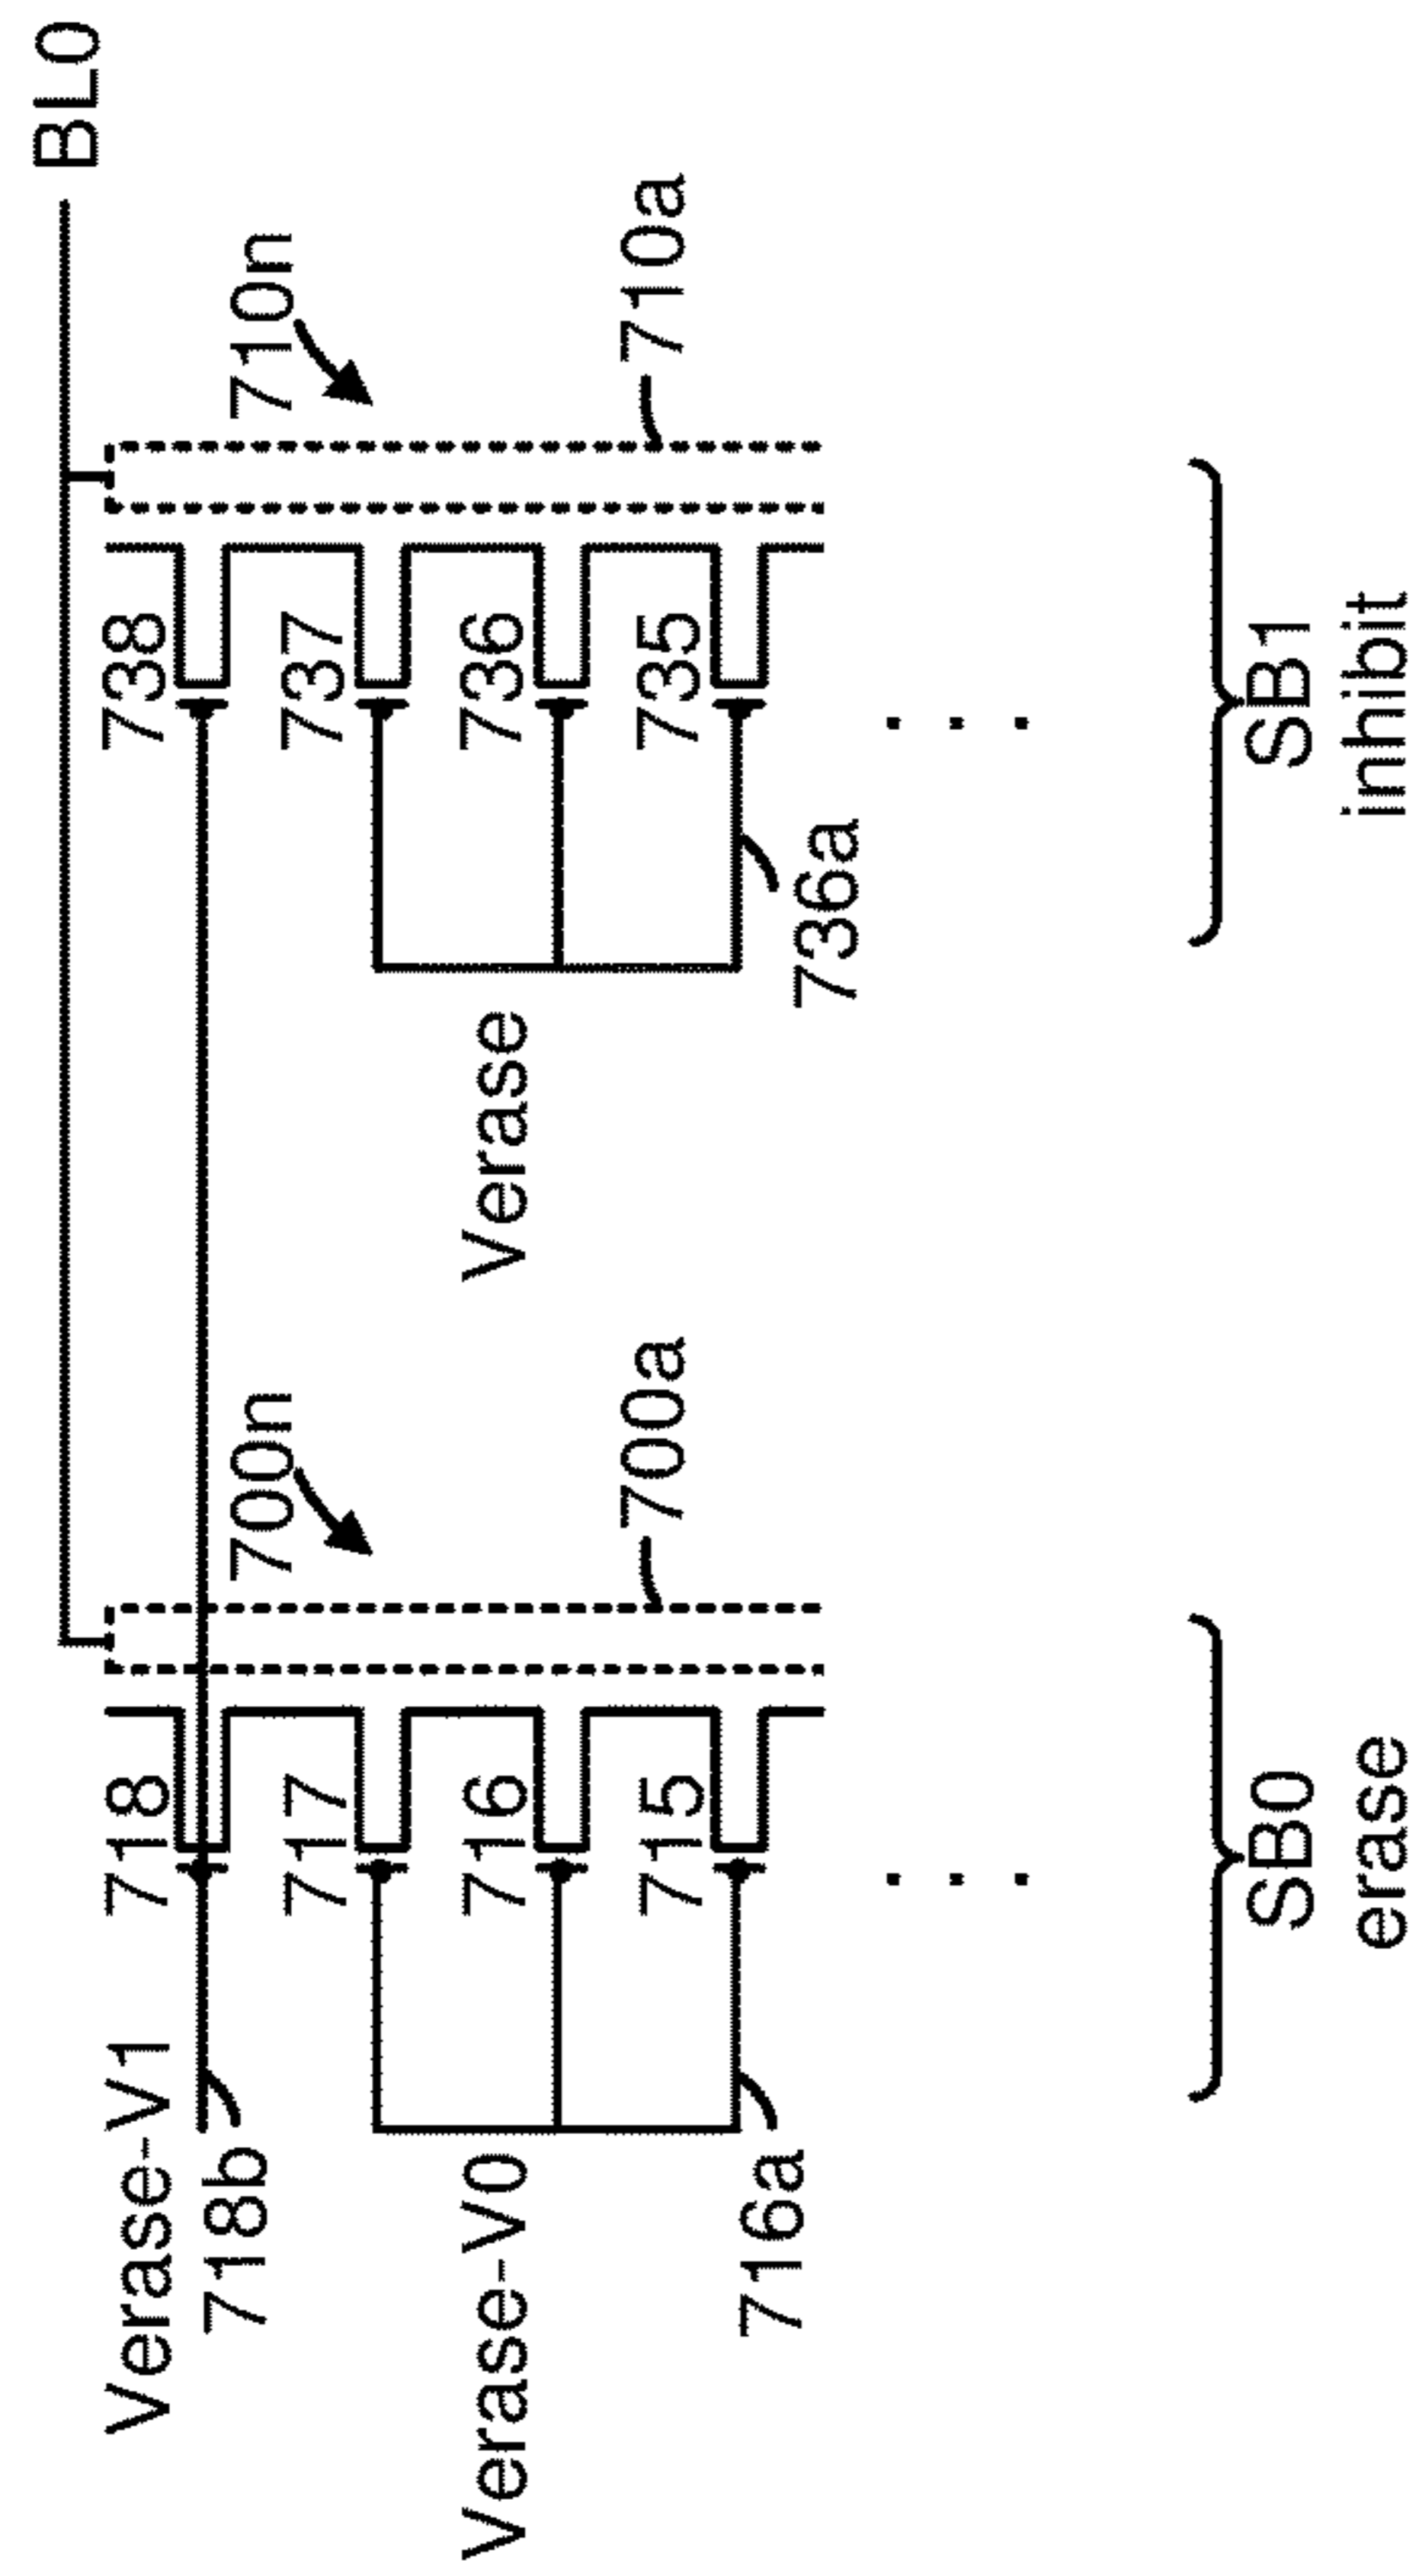 BL0
Verase-V1
718
738
718b
700n
710n
717
737
Verase-V0
716
Verase
736
700a
710a
715
735
716a
736a
. . .
. . .
SB0
SB1
erase
inhibit